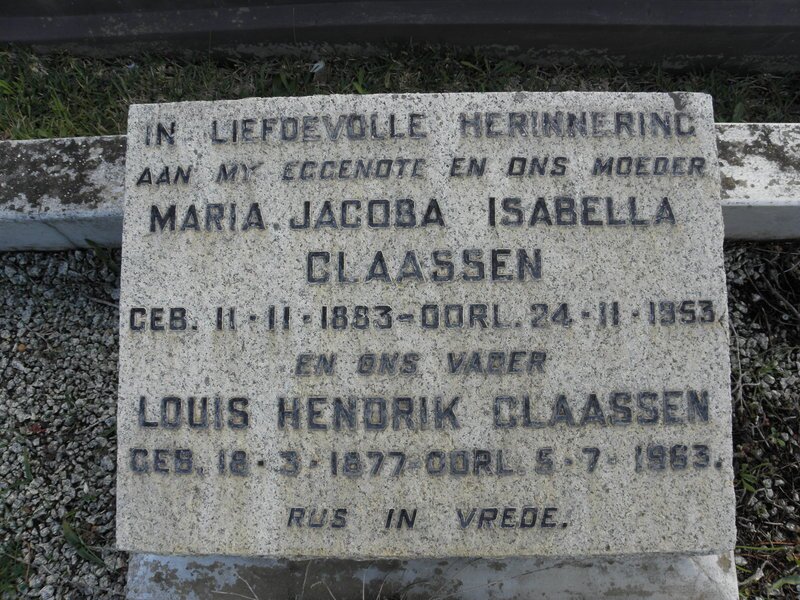 IN LIEFDEVOLLE HERINNERING
AAN MY EGGENOTE EN ONS MOEDER
MARIA JACOBA ISABELLA
CLAASSEN
GEB. 11-11-1883-OORL. 24-11-1953.
EN ONS VADER
LOUIS HENDRIK CLAASSEN
GEB. 18-3-1877-OORL. 5-7-1963.
RUS IN VREDE.